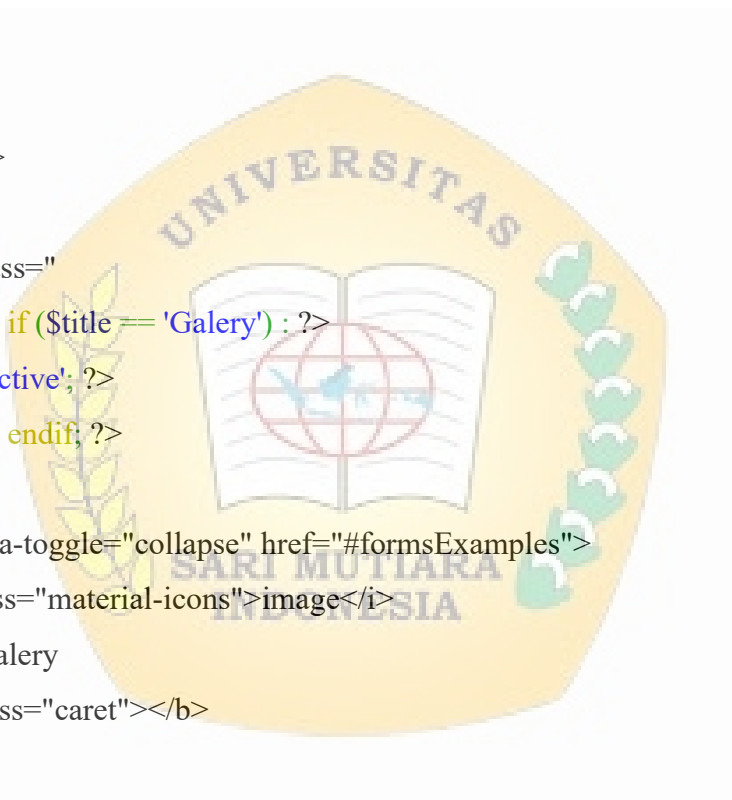 >
ss="
if ($title == 'Galery') : ?>
ctive'; ?>
endif; ?>
a-toggle="collapse" href="#formsExamples">
ss="material-icons">image</i>
alery
ss="caret"></b>
UNIVERSITAS
SARI MUTIARA
INDONESIA